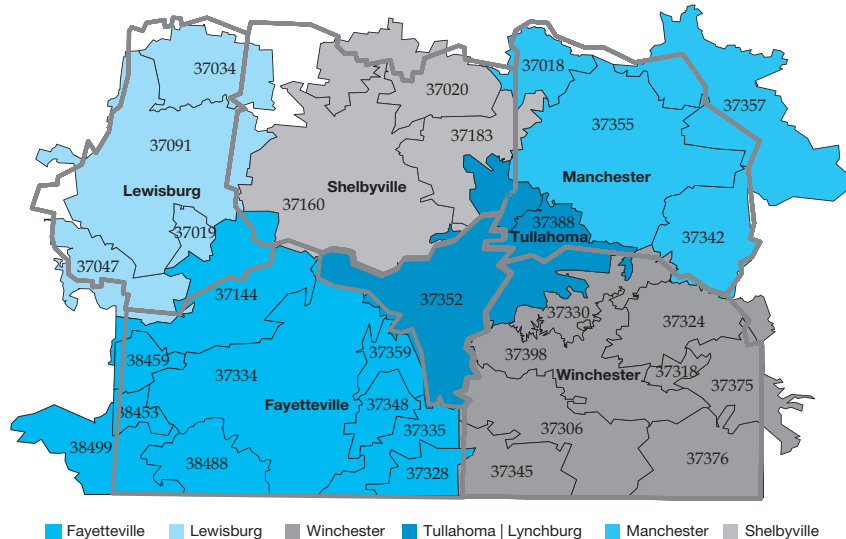 37034
37018
37020
37357
37355
37183
37091
Lewisburg
Shelbyville
Manchester
37160
37388
37019
Tullahoma
37342
37047
37144
37352
37330
37324
37359
37398
38459
37334
37318
Winchester
37375
Fayetteville
37348
38453
37335
37306
38499
38488
37328
37345
37376
Fayetteville
Lewisburg
Winchester
Tullahoma | Lynchburg
Manchester
Shelbyville